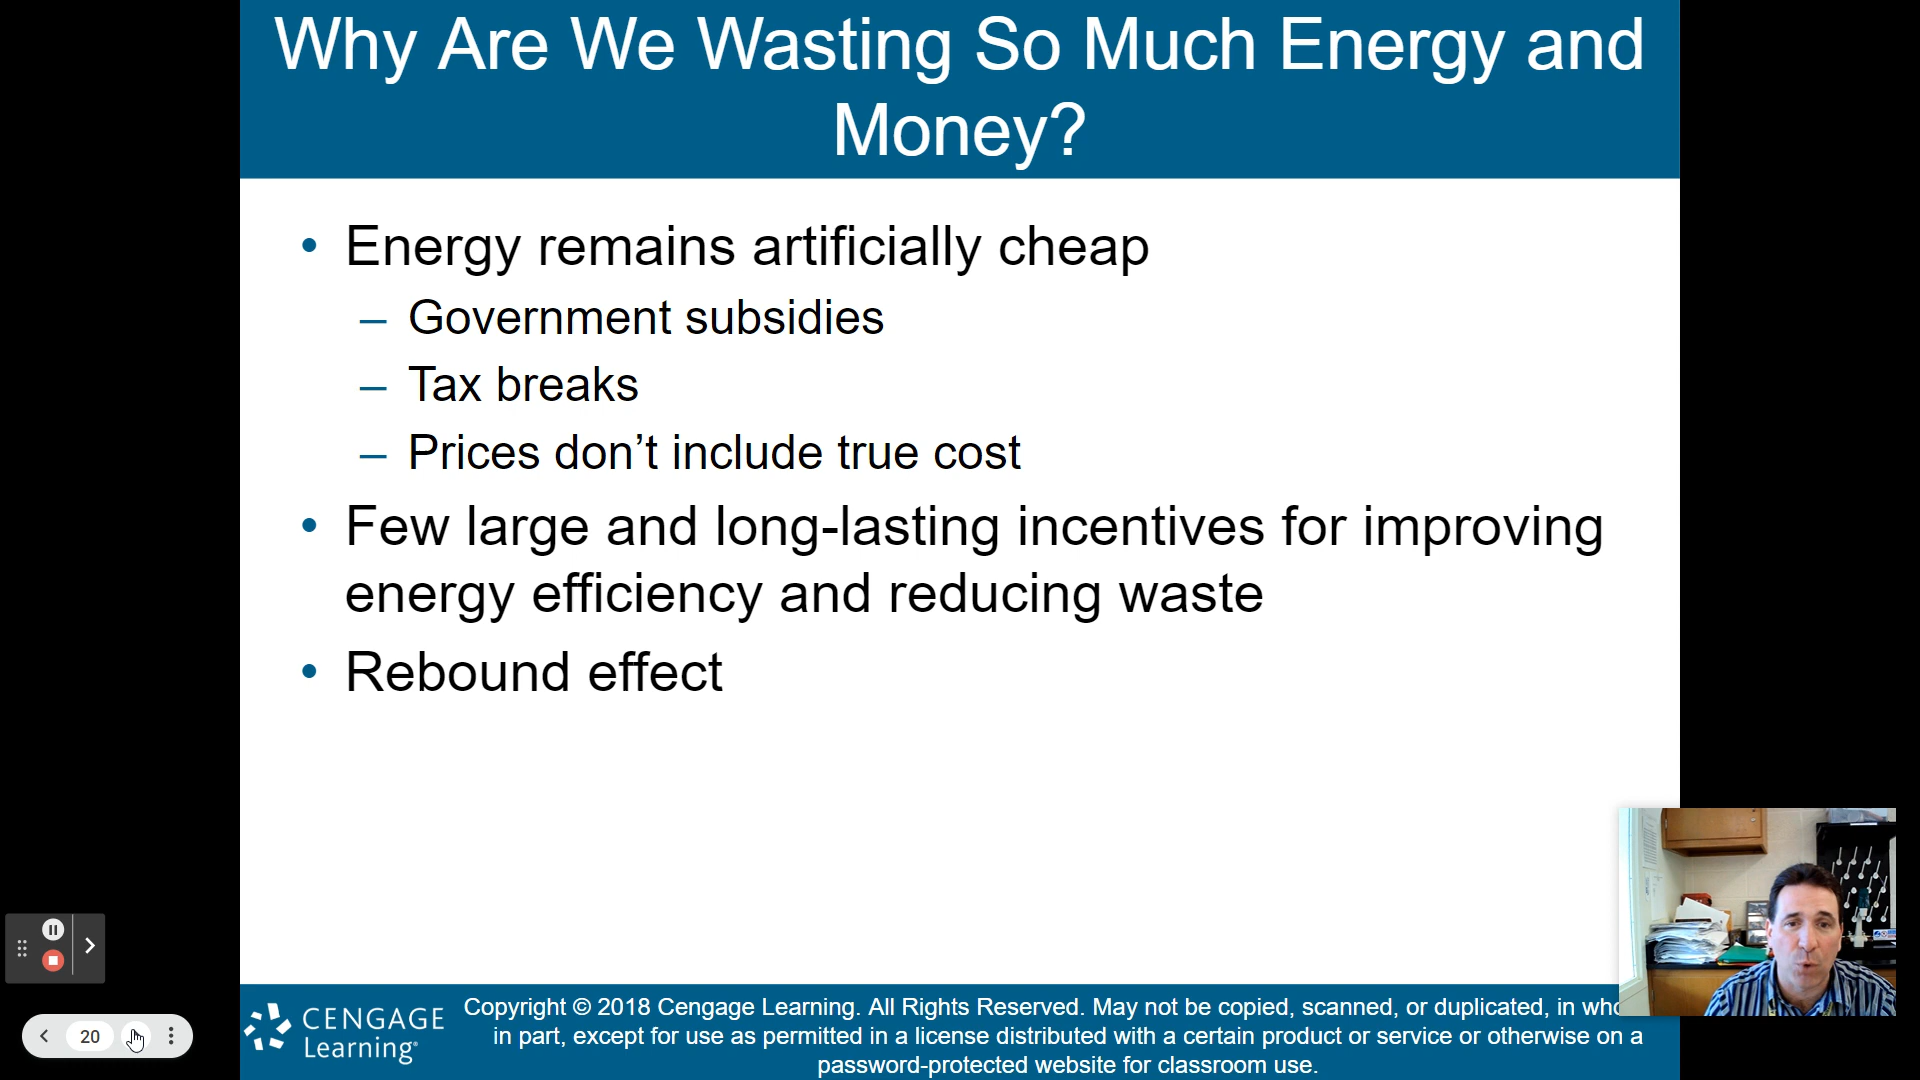 Why Are We Wasting So Much Energy and
Money?
• Energy remains artificially cheap
– Government subsidies
– Tax breaks
– Prices don’t include true cost
• Few large and long-lasting incentives for improving
energy efficiency and reducing waste
• Rebound effect
20
CENGAGE
Learning®
Copyright © 2018 Cengage Learning. All Rights Reserved. May not be copied, scanned, or duplicated, in
in part, except for use as permitted in a license distributed with a certain product or service or otherwise on a
password-protected website for classroom use.